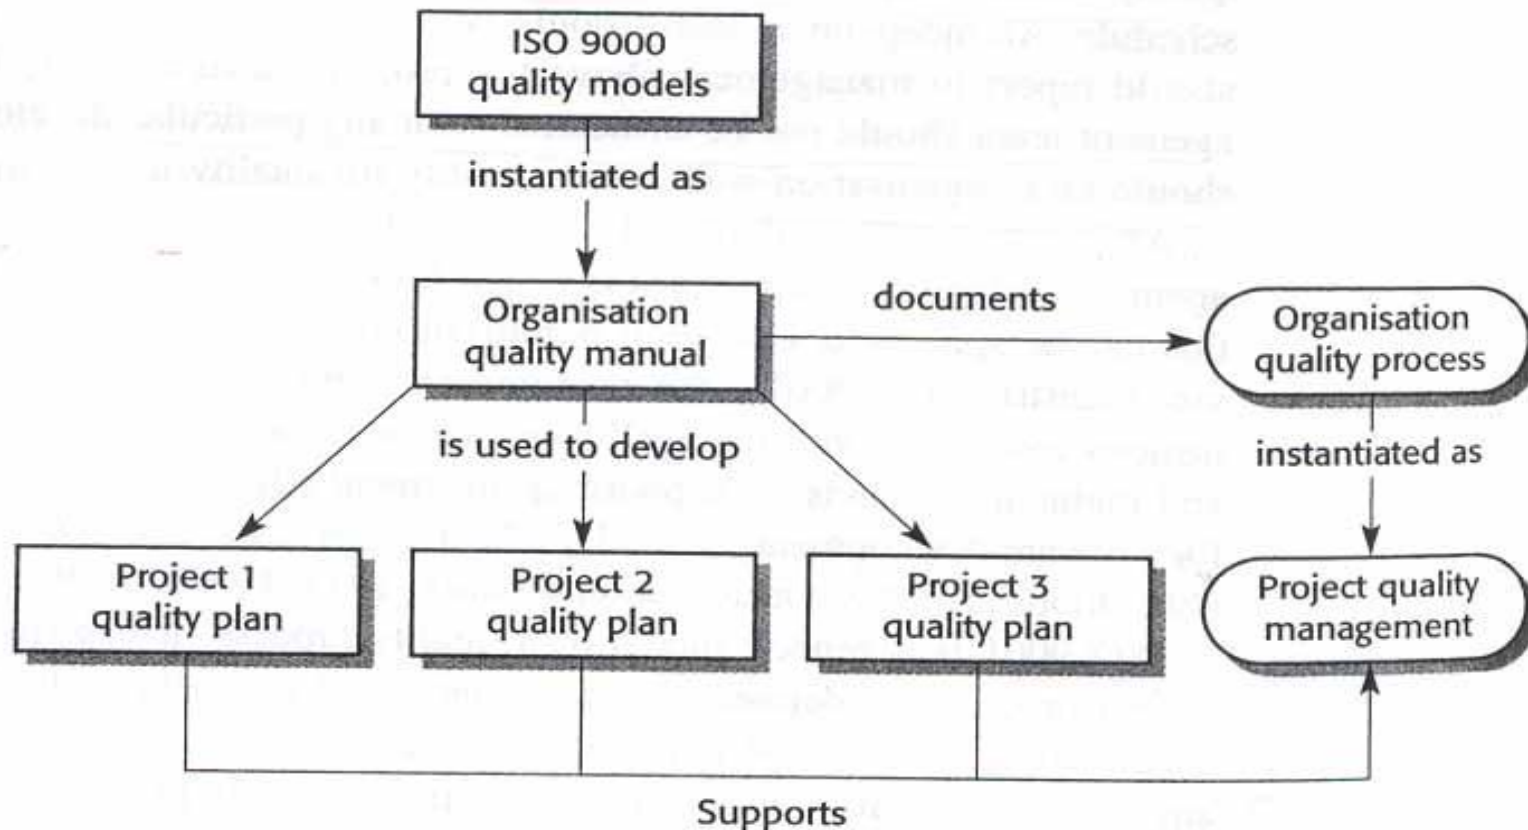 ISO 9000
quality models
instantiated as
Organisation
quality manual
documents
Organisation
quality process
is used to develop
instantiated as
Project 1
quality plan
Project 2
quality plan
Project 3
quality plan
Project quality
management
Supports